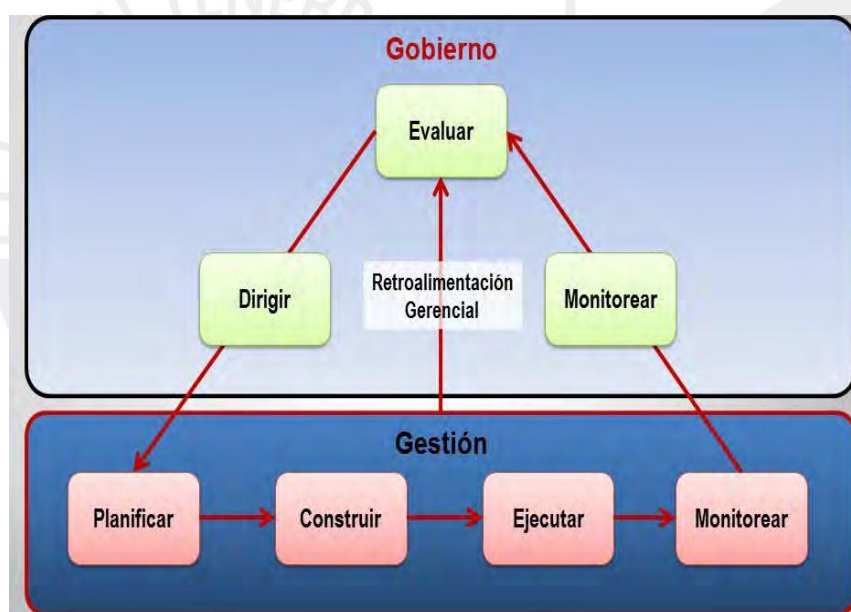 Gobierno
Evaluar
Dirigir
Retroalimentación
Gerencial
Monitorear
Gestión
Planificar
Construir
Ejecutar
Monitorear